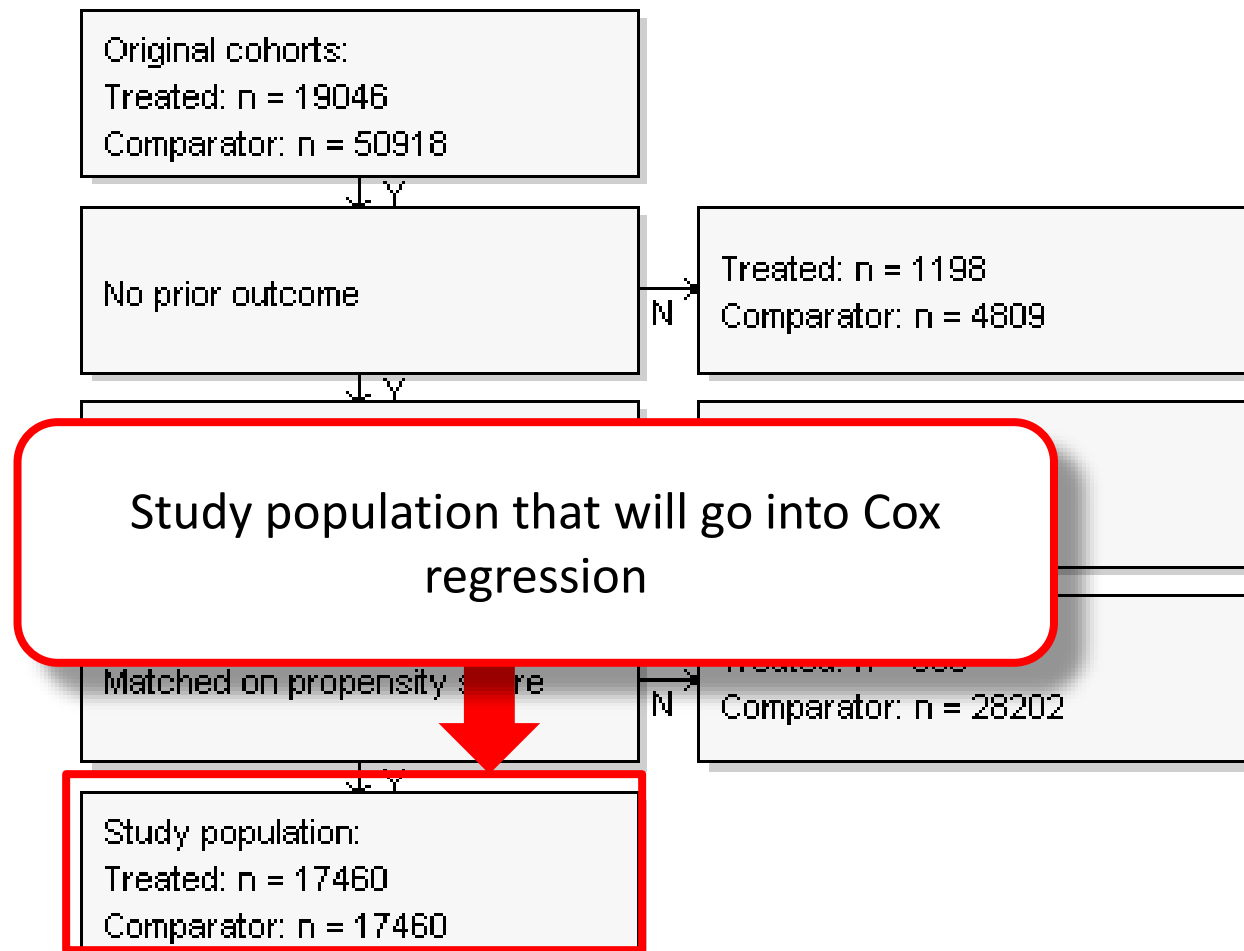 Original cohorts:
Treated: n = 19046
Comparator: n = 50918
Y
No prior outcome
N
Treated: n = 1198
Comparator: n = 4809
Y
Study population that will go into Cox
regression
Matched on propensity
N
Treated: n =
Comparator: n = 28202
Y
Study population:
Treated: n = 17460
Comparator: n = 17460